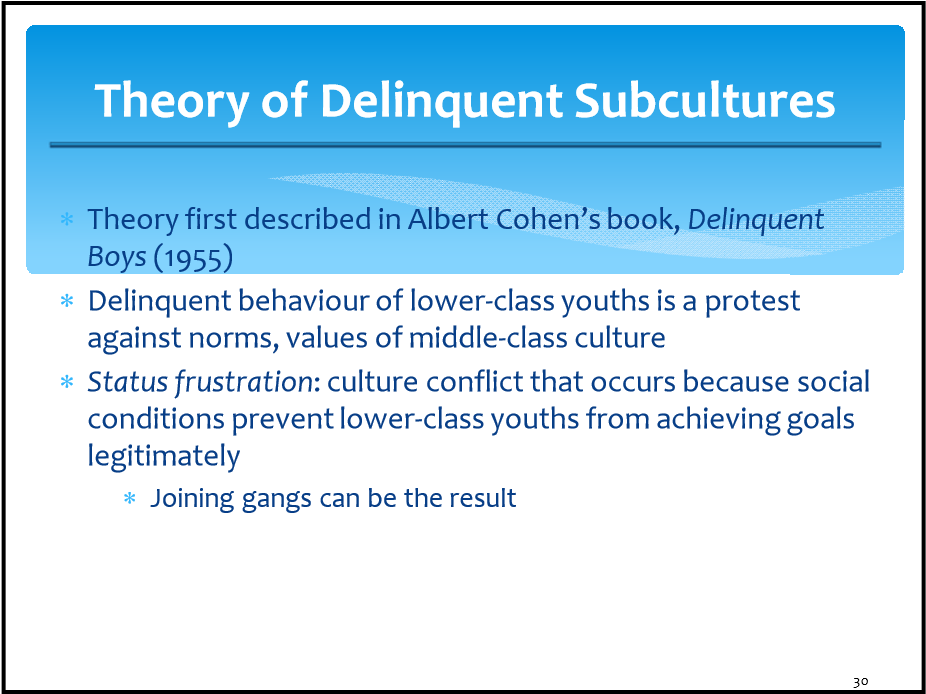 Theory of Delinquent Subcultures
* Theory first described in Albert Cohen's book, Delinquent
Boys (1955)
* Delinquent behaviour of lower-class youths is a protest
against norms, values of middle-class culture
* Status frustration: culture conflict that occurs because social
conditions prevent lower-class youths from achieving goals
legitimately
* Joining gangs can be the result
30